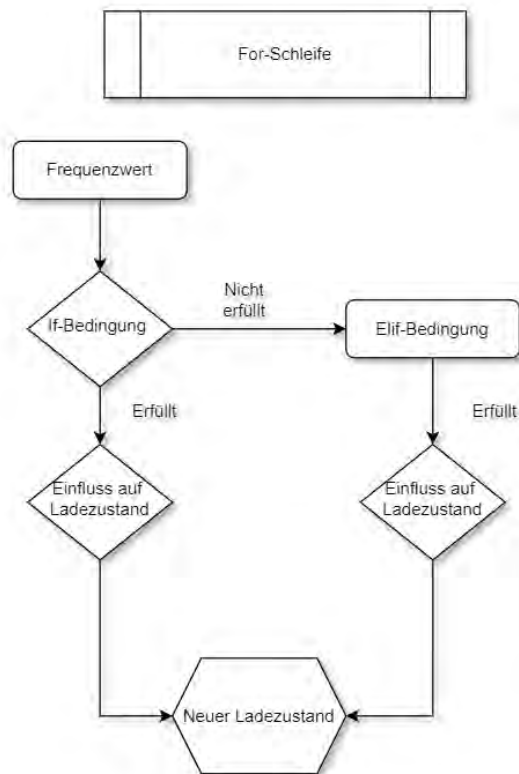 For-Schleife
Frequenzwert
If-Bedingung
Nicht
erfüllt
Elif-Bedingung
Erfüllt
Erfüllt
Einfluss auf
Ladezustand
Einfluss auf
Ladezustand
Neuer Ladezustand